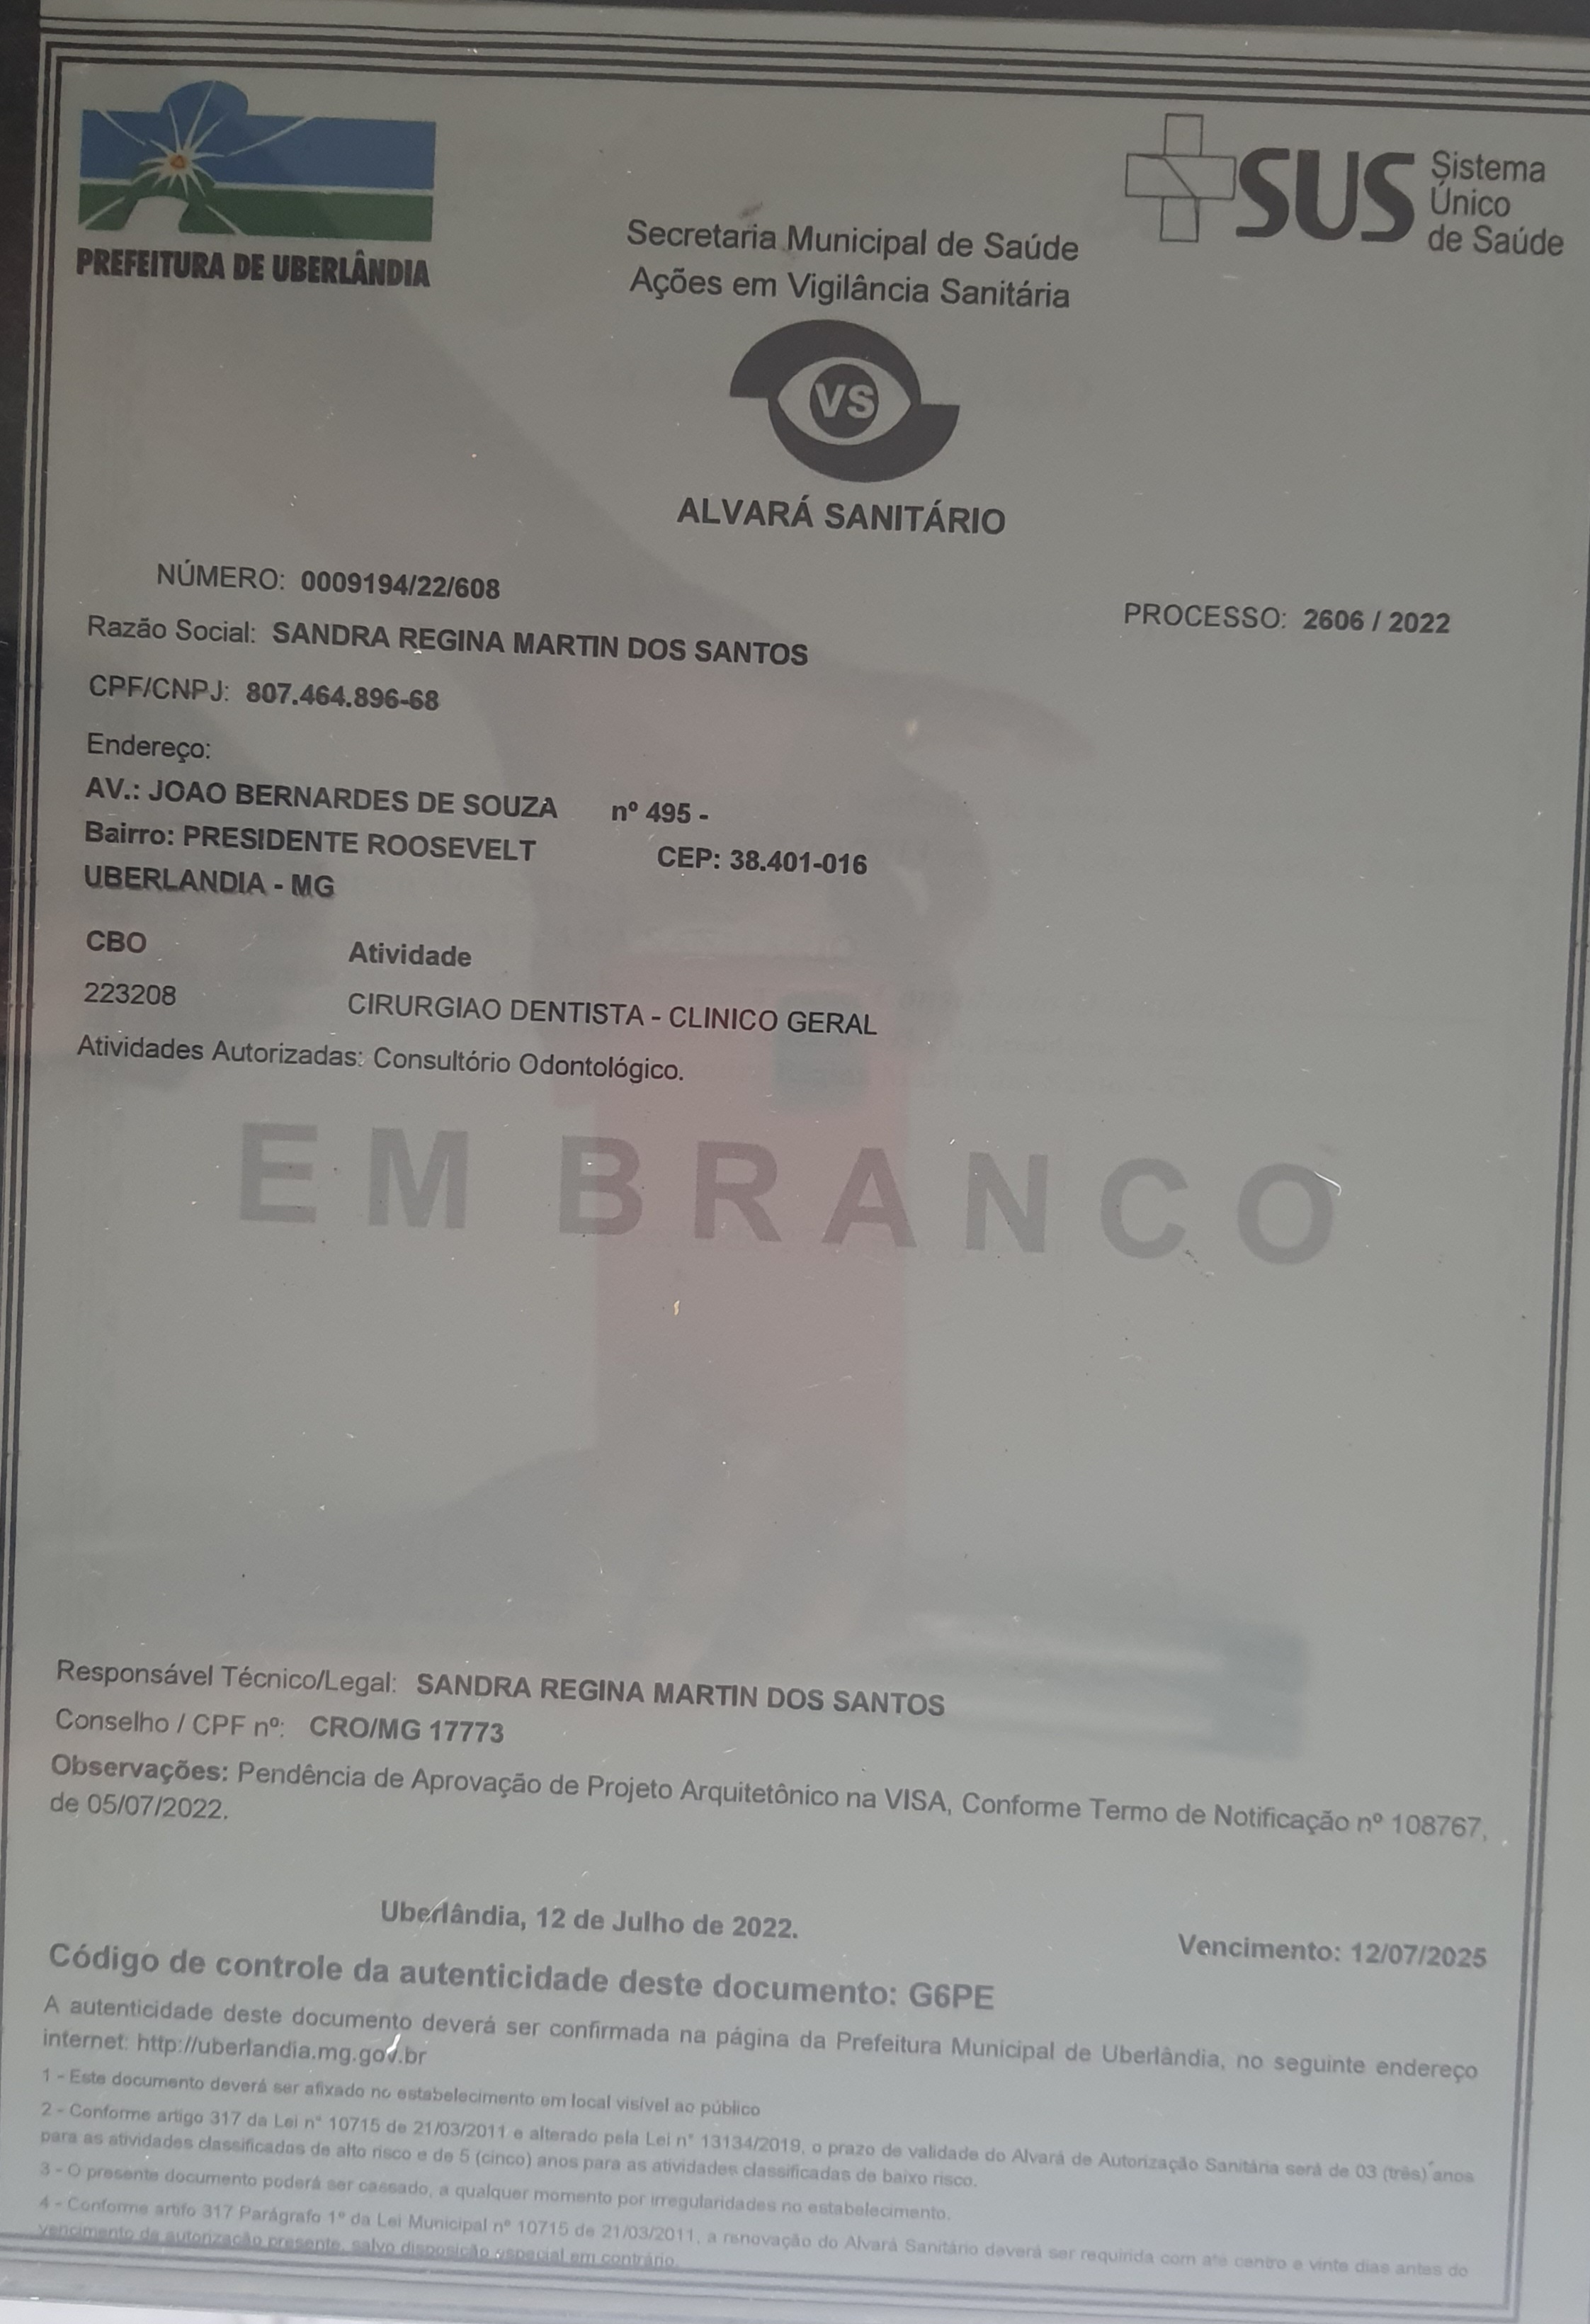 PREFEITURA DE UBERLÂNDIA
SUS Sistema
Único
de Saúde
Secretaria Municipal de Saúde
Ações em Vigilância Sanitária
VS
ALVARÁ SANITÁRIO
NÚMERO: 0009194/22/608
PROCESSO: 2606 / 2022
Razão Social: SANDRA REGINA MARTIN DOS SANTOS
CPF/CNPJ: 807.464.896-68
Endereço:
AV.: JOAO BERNARDES DE SOUZA nº 495 -
Bairro: PRESIDENTE ROOSEVELT CEP: 38.401-016
UBERLANDIA - MG
CBO Atividade
223208 CIRURGIAO DENTISTA - CLINICO GERAL
Atividades Autorizadas: Consultório Odontológico.
EM BRANCO
Responsável Técnico/Legal: SANDRA REGINA MARTIN DOS SANTOS
Conselho / CPF nº: CRO/MG 17773
Observações: Pendência de Aprovação de Projeto Arquitetônico na VISA, Conforme Termo de Notificação nº 108767,
de 05/07/2022.
Uberlândia, 12 de Julho de 2022.
Vencimento: 12/07/2025
Código de controle da autenticidade deste documento: G6PE
A autenticidade deste documento deverá ser confirmada na página da Prefeitura Municipal de Uberlândia, no seguinte endereço
internet: http://uberlandia.mg.gov.br
1 - Este documento deverá ser afixado no estabelecimento em local visível ao público
2 - Conforme artigo 317 da Lei n° 10715 de 21/03/2011 e alterado pela Lei n° 13134/2019, o prazo de validade do Alvará de Autorização Sanitária será de 03 (três) anos
para as atividades classificados de alto risco e de 5 (cinco) anos para as atividades classificadas de baixo risco.
3 - O presente documento poderá ser cassado, a qualquer momento por irregularidades no estabelecimento.
4 - Conforme artifo 317 Parágrafo 1º da Lei Municipal nº 10715 de 21/03/2011, a renovação do Alvará Sanitário deverá ser requirida com até centro e vinte dias antes do
vencimento da autorização presente, salvo disposição especial em contrário.